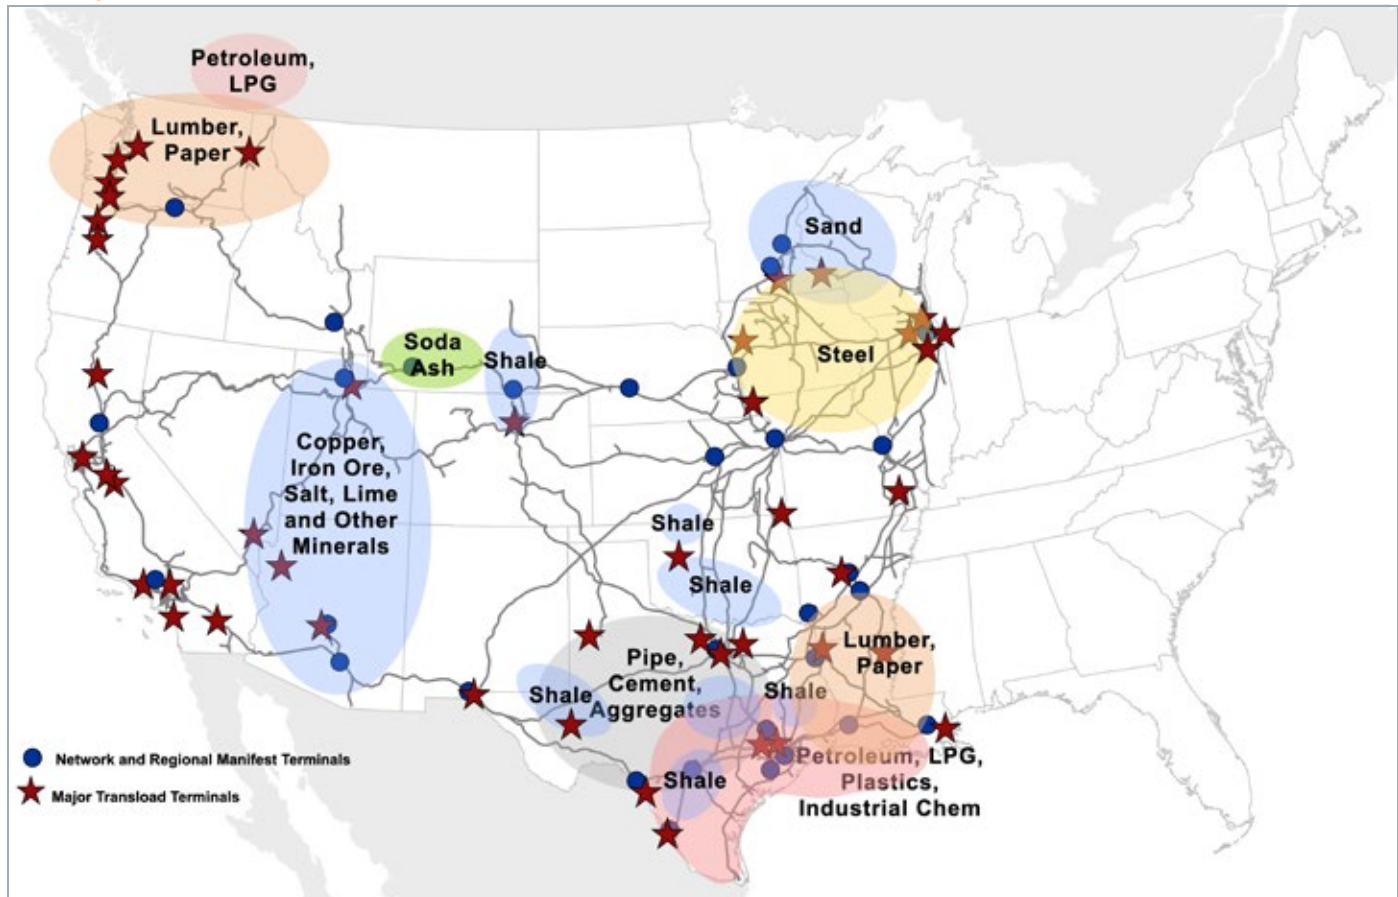 Petroleum,
LPG
Lumber,
Paper
Sand
Soda
Ash
Shale
Steel
Copper,
Iron Ore,
Salt, Lime
and Other
Minerals
Shale
Shale
Lumber,
Paper
Pipe,
Cement,
Aggregates
Shale
Shale
Shale
Petroleum, LPG,
Plastics,
Industrial Chem
Network and Regional Manifest Terminals
Major Transload Terminals